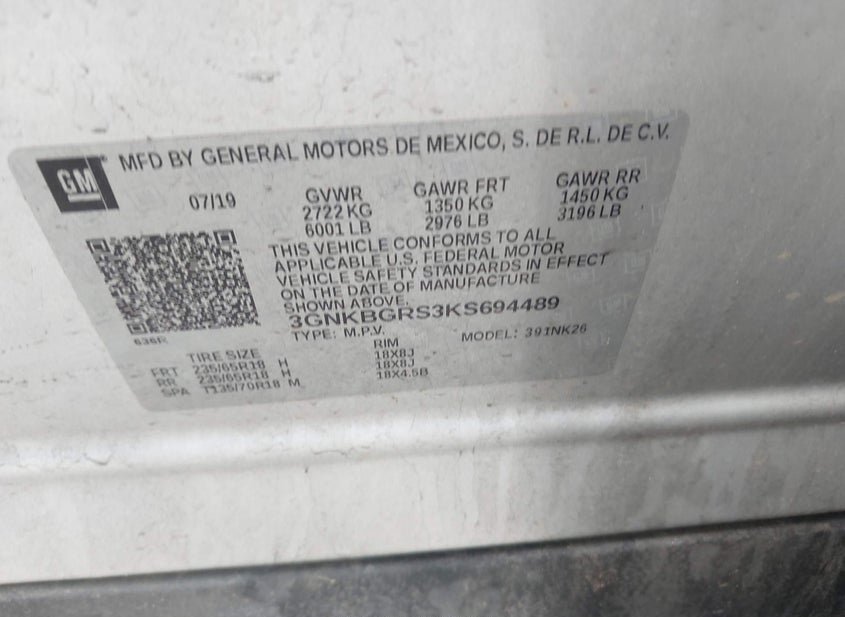 GM
MFD BY GENERAL MOTORS DE MEXICO, S. DE R.L. DE C.V.
07/19 GVWR GAWR FRT GAWR RR
2722 KG 1350 KG 1450 KG
6001 LB 2976 LB 3196 LB
THIS VEHICLE CONFORMS TO ALL
APPLICABLE U.S. FEDERAL MOTOR
VEHICLE SAFETY STANDARDS IN EFFECT
ON THE DATE OF MANUFACTURE
SHOWN ABOVE.
3GNKBGRS3KS694489
TYPE: M.P.V. MODEL: 391NK26
636R
TIRE SIZE RIM
FRT 235/65R18 H 18X8J
RR 235/65R18 H 18X8J
SPA T135/70R18 M 18X4.5B